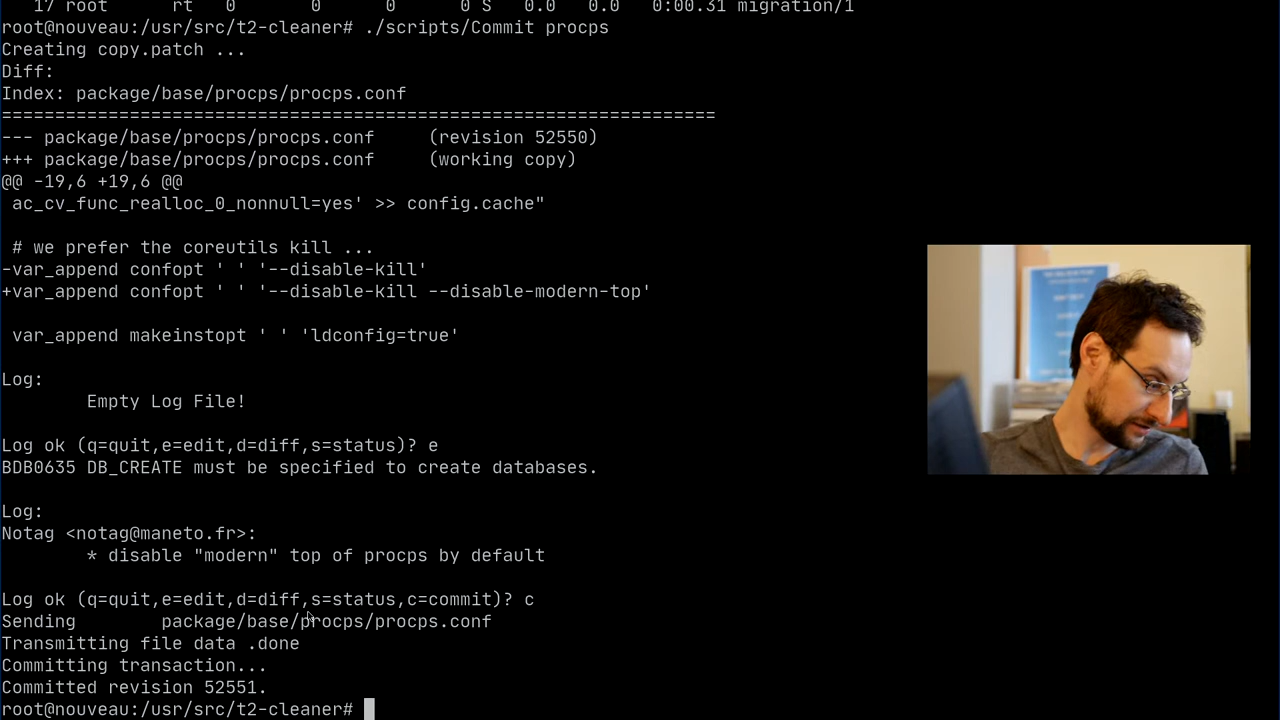 17 root rt 0 0 0 0 S 0.0 0.0 0:00.31 migration/1
root@nouveau:/usr/src/t2-cleaner# ./scripts/Commit procps
Creating copy.patch ...
Diff:
Index: package/base/procps/procps.conf
===================================================================
--- package/base/procps/procps.conf (revision 52550)
+++ package/base/procps/procps.conf (working copy)
@@ -19,6 +19,6 @@
ac_cv_func_realloc_0_nonnull=yes' >> config.cache"
# we prefer the coreutils kill ...
-var_append confopt ' ' '--disable-kill'
+var_append confopt ' ' '--disable-kill --disable-modern-top'
var_append makeinstopt ' ' 'ldconfig=true'
Log:
Empty Log File!
Log ok (q=quit,e=edit,d=diff,s=status)? e
BDB0635 DB_CREATE must be specified to create databases.
Log:
Notag <notag@maneto.fr>:
* disable "modern" top of procps by default
Log ok (q=quit,e=edit,d=diff,s=status,c=commit)? c
Sending package/base/procps/procps.conf
Transmitting file data .done
Committing transaction...
Committed revision 52551.
root@nouveau:/usr/src/t2-cleaner#